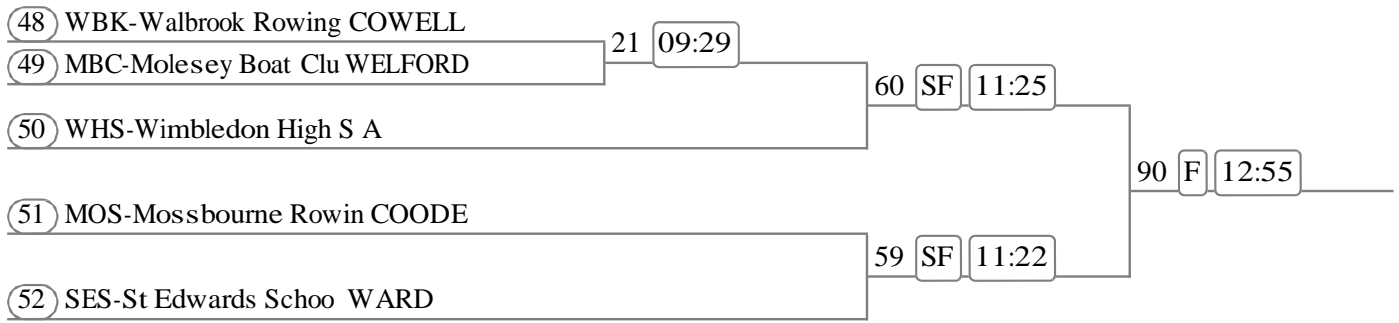 48 WBK-Walbrook Rowing COWELL
21 09:29
49 MBC-Molesey Boat Clu WELFORD
60 SF 11:25
50 WHS-Wimbledon High S A
90 F 12:55
51 MOS-Mossbourne Rowin COODE
59 SF 11:22
52 SES-St Edwards Schoo WARD